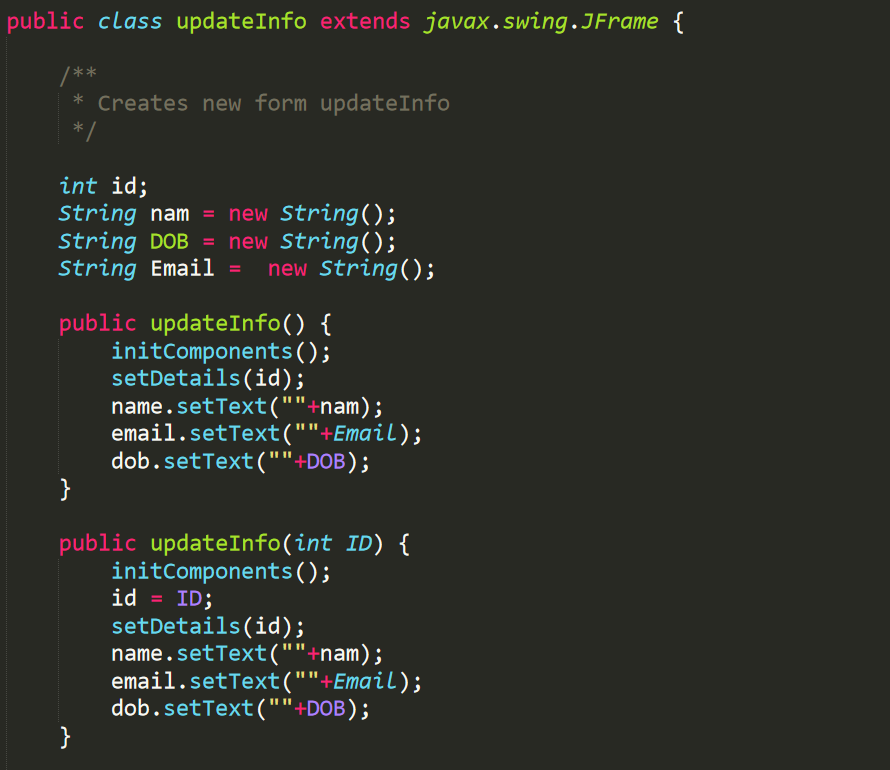 public class updateInfo extends javax.swing.JFrame {
/**
* Creates new form updateInfo
*/
int id;
String nam = new String();
String DOB = new String();
String Email =  new String();
public updateInfo() {
initComponents();
setDetails(id);
name.setText(""+nam);
email.setText(""+Email);
dob.setText(""+DOB);
}
public updateInfo(int ID) {
initComponents();
id = ID;
setDetails(id);
name.setText(""+nam);
email.setText(""+Email);
dob.setText(""+DOB);
}